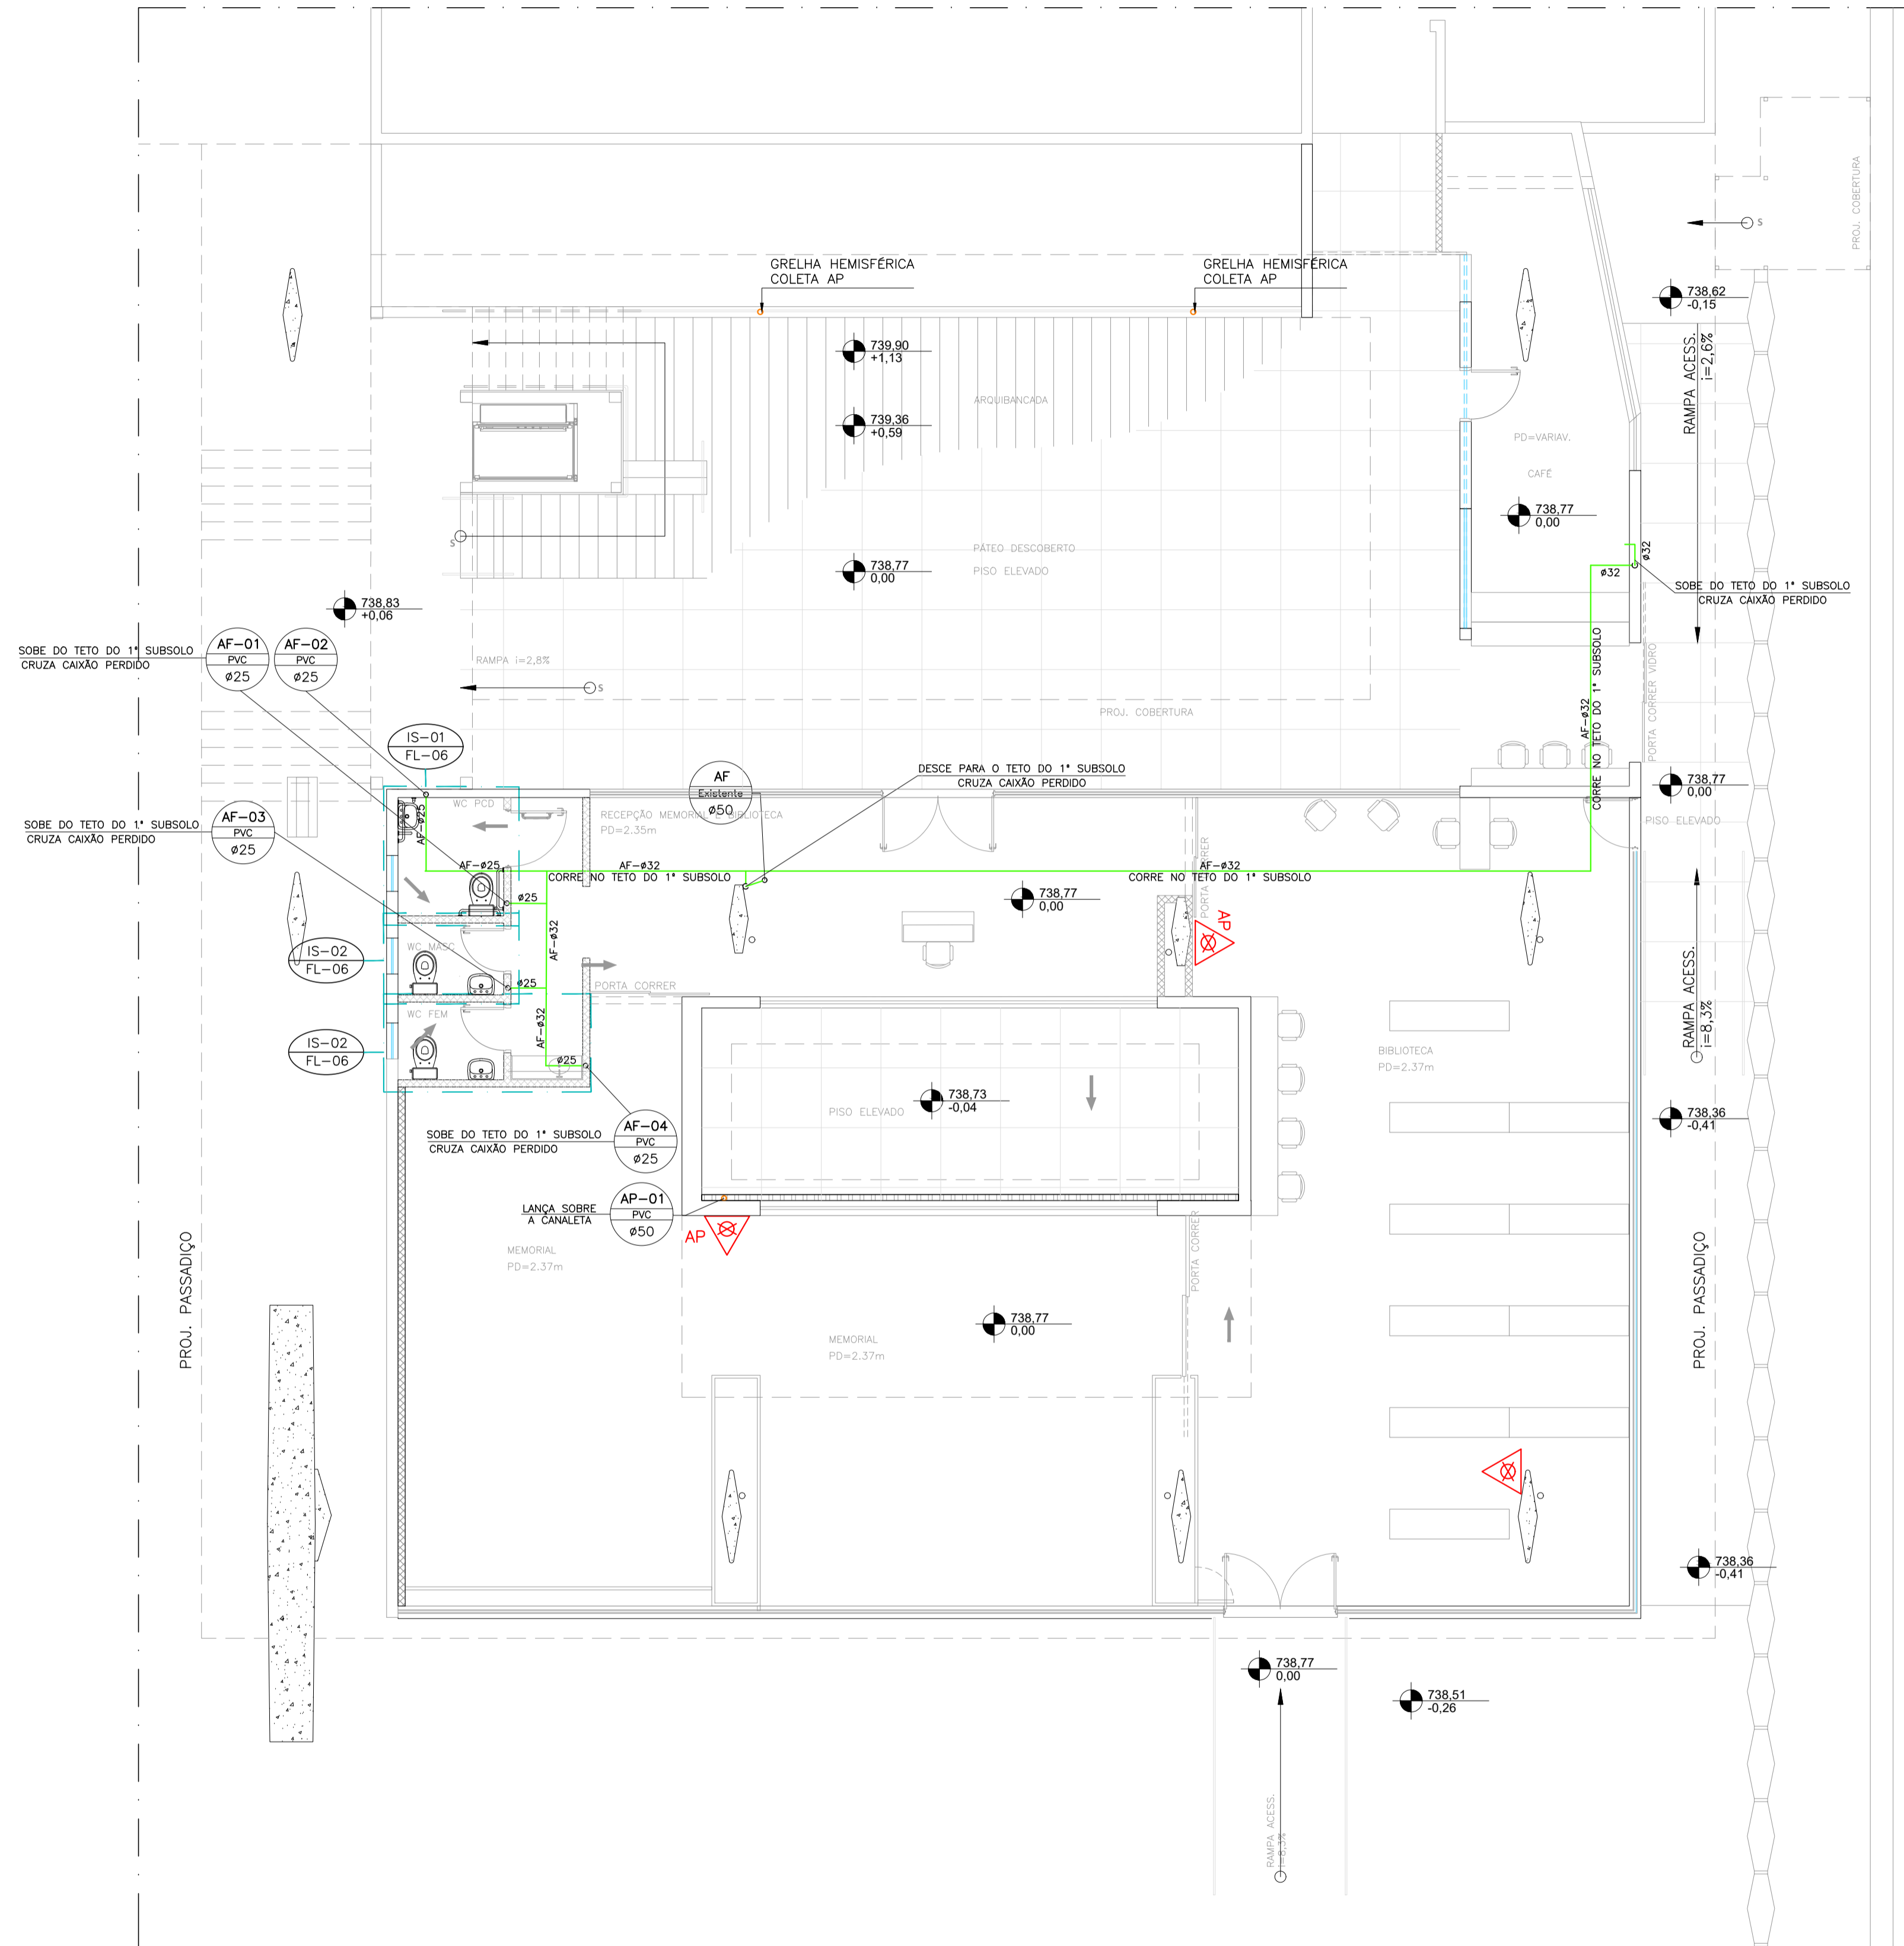 PROJ. COBERTURA
S
GRELHA HEMISFÉRICA
COLETA AP
GRELHA HEMISFÉRICA
COLETA AP
738,62
-0,15
RAMPA ACESS.
i=2,6%
739,90
+1,13
ARQUIBANCADA
739,36
+0,59
PD=VARIAV.
CAFÉ
738,77
0,00
S
PÁTEO DESCOBERTO
738,77
0,00
PISO ELEVADO
ø32
ø32
SOBE DO TETO DO 1° SUBSOLO
CRUZA CAIXÃO PERDIDO
738,83
+0,06
SOBE DO TETO DO 1° SUBSOLO
CRUZA CAIXÃO PERDIDO
AF-01
PVC
ø25
AF-02
PVC
ø25
RAMPA i=2,8%
S
PROJ. COBERTURA
AF-ø32
CORRE NO TETO DO 1° SUBSOLO
PORTA CORRER VIDRO
IS-01
FL-06
AF
Existente
ø50
DESCE PARA O TETO DO 1° SUBSOLO
CRUZA CAIXÃO PERDIDO
738,77
0,00
PISO ELEVADO
SOBE DO TETO DO 1° SUBSOLO
CRUZA CAIXÃO PERDIDO
AF-03
PVC
ø25
WC PCD
AF-ø25
RECEPÇÃO MEMORIAL E BIBLIOTECA
PD=2.35m
PORTA CORRER
AF-ø25
AF-ø32
CORRE NO TETO DO 1° SUBSOLO
AF-ø32
CORRE NO TETO DO 1° SUBSOLO
ø25
738,77
0,00
AP
AF-ø32
WC MASC
IS-02
FL-06
ø25
PORTA CORRER
WC FEM
AF-ø32
IS-02
FL-06
ø25
RAMPA ACESS.
i=8,3%
BIBLIOTECA
PD=2.37m
738,73
-0,04
PISO ELEVADO
738,36
-0,41
SOBE DO TETO DO 1° SUBSOLO
CRUZA CAIXÃO PERDIDO
AF-04
PVC
ø25
LANÇA SOBRE
A CANALETA
AP-01
PVC
ø50
AP
MEMORIAL
PD=2.37m
PORTA CORRER
PROJ. PASSADIÇO
PROJ. PASSADIÇO
738,77
0,00
MEMORIAL
PD=2.37m
738,36
-0,41
738,77
0,00
738,51
-0,26
RAMPA ACESS.
i=8,3%